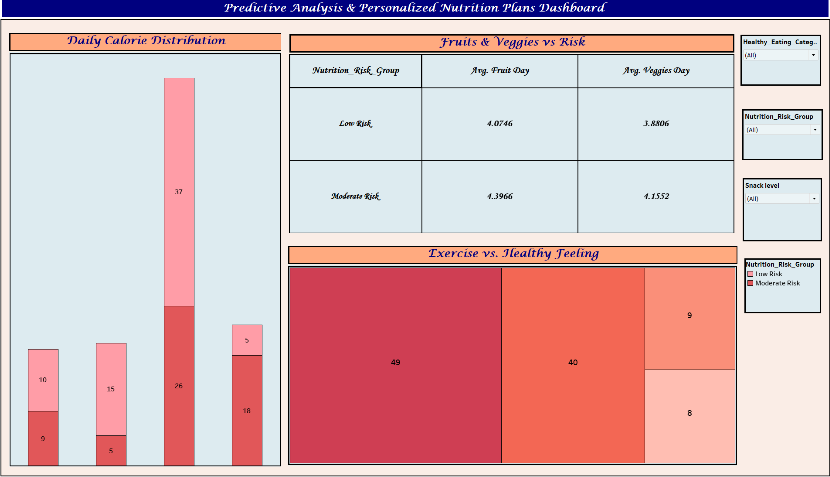 Predictive Analysis & Personalized Nutrition Plans Dashboard
Daily Calorie Distribution
37
26
10
9
15
5
5
18
Fruits & Veggies vs Risk
Nutrition_Risk_Group Avg. Fruit Day Avg. Veggies Day
Low Risk 4.0746 3.8806
Moderate Risk 4.3966 4.1552
Exercise vs. Healthy Feeling
49
40
9
8
Healthy Eating Categ..
(All)
Nutrition_Risk_Group
(All)
Snack level
(All)
Nutrition_Risk_Group
Low Risk
Moderate Risk